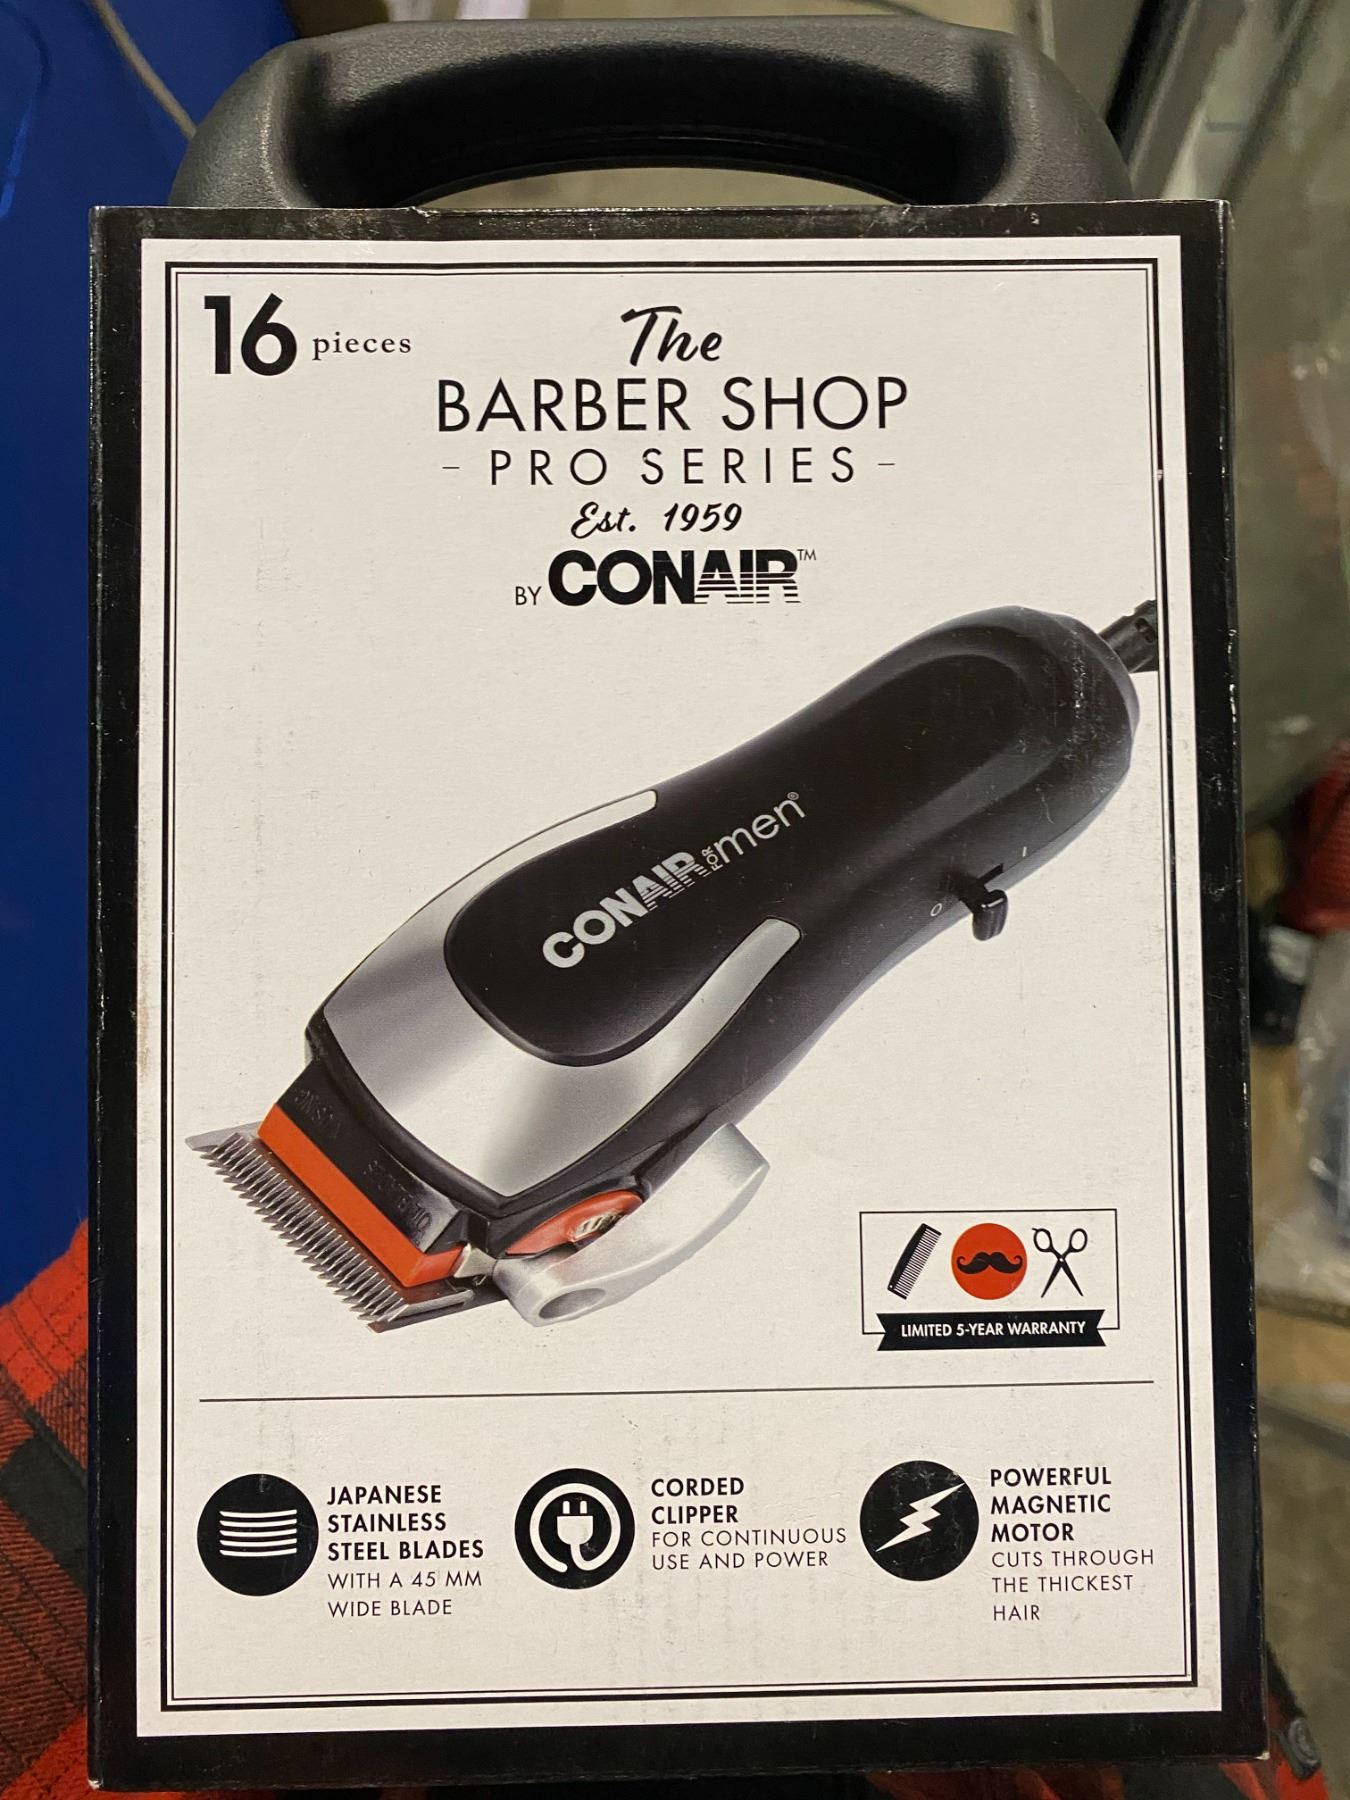 16 pieces
The
BARBER SHOP
- PRO SERIES -
Est. 1959
BY CONAIR™
CONAIR FOR men®
I
O
LIMITED 5-YEAR WARRANTY
JAPANESE
STAINLESS
STEEL BLADES
WITH A 45 MM
WIDE BLADE
CORDED
CLIPPER
FOR CONTINUOUS
USE AND POWER
POWERFUL
MAGNETIC
MOTOR
CUTS THROUGH
THE THICKEST
HAIR